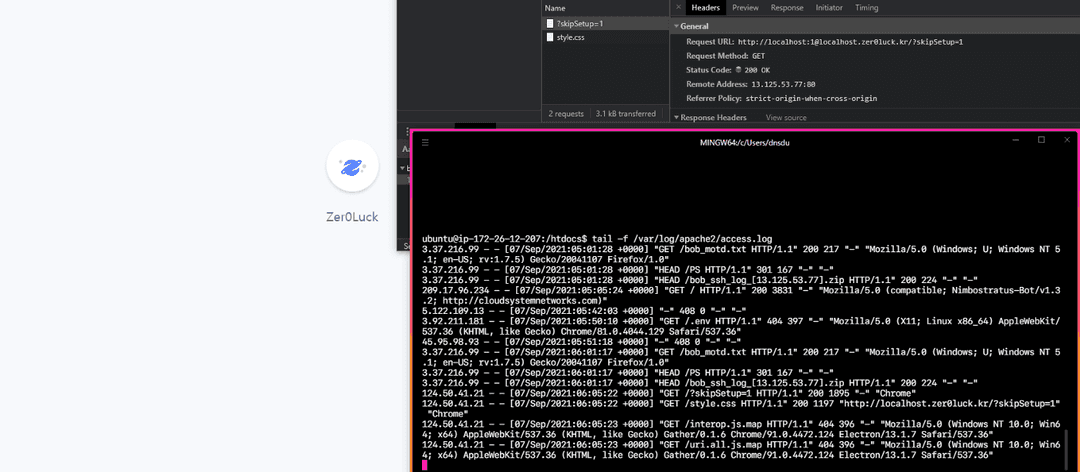 Name
Headers Preview Response Initiator Timing
?skipSetup=1
General
style.css
Request URL: http://localhost:1@localhost.zer0luck.kr/?skipSetup=1
Request Method: GET
Status Code: 200 OK
Remote Address: 13.125.53.77:80
Referrer Policy: strict-origin-when-cross-origin
2 requests 3.1 kB transferred
Response Headers View source
Zer0Luck
MINGW64:/c/Users/dnsdu
ubuntu@ip-172-26-12-207:/htdocs$ tail -f /var/log/apache2/access.log
3.37.216.99 - - [07/Sep/2021:05:01:28 +0000] "GET /bob_motd.txt HTTP/1.1" 200 217 "-" "Mozilla/5.0 (Windows; U; Windows NT 5
.1; en-US; rv:1.7.5) Gecko/20041107 Firefox/1.0"
3.37.216.99 - - [07/Sep/2021:05:01:28 +0000] "HEAD /PS HTTP/1.1" 301 167 "-" "-"
3.37.216.99 - - [07/Sep/2021:05:01:28 +0000] "HEAD /bob_ssh_log_[13.125.53.77].zip HTTP/1.1" 200 224 "-" "-"
209.17.96.234 - - [07/Sep/2021:05:05:24 +0000] "GET / HTTP/1.1" 200 3831 "-" "Mozilla/5.0 (compatible; Nimbostratus-Bot/v1.3
.2; http://cloudsystemnetworks.com)"
5.122.109.13 - - [07/Sep/2021:05:42:03 +0000] "-" 408 0 "-" "-"
3.92.211.181 - - [07/Sep/2021:05:50:10 +0000] "GET /.env HTTP/1.1" 404 397 "-" "Mozilla/5.0 (X11; Linux x86_64) AppleWebKit/
537.36 (KHTML, like Gecko) Chrome/81.0.4044.129 Safari/537.36"
45.95.98.93 - - [07/Sep/2021:05:51:18 +0000] "-" 408 0 "-" "-"
3.37.216.99 - - [07/Sep/2021:06:01:17 +0000] "GET /bob_motd.txt HTTP/1.1" 200 217 "-" "Mozilla/5.0 (Windows; U; Windows NT 5
.1; en-US; rv:1.7.5) Gecko/20041107 Firefox/1.0"
3.37.216.99 - - [07/Sep/2021:06:01:17 +0000] "HEAD /PS HTTP/1.1" 301 167 "-" "-"
3.37.216.99 - - [07/Sep/2021:06:01:17 +0000] "HEAD /bob_ssh_log_[13.125.53.77].zip HTTP/1.1" 200 224 "-" "-"
124.50.41.21 - - [07/Sep/2021:06:05:22 +0000] "GET /?skipSetup=1 HTTP/1.1" 200 1895 "-" "Chrome"
124.50.41.21 - - [07/Sep/2021:06:05:22 +0000] "GET /style.css HTTP/1.1" 200 1197 "http://localhost.zer0luck.kr/?skipSetup=1"
"Chrome"
124.50.41.21 - - [07/Sep/2021:06:05:23 +0000] "GET /interop.js.map HTTP/1.1" 404 396 "-" "Mozilla/5.0 (Windows NT 10.0; Win6
4; x64) AppleWebKit/537.36 (KHTML, like Gecko) Gather/0.1.6 Chrome/91.0.4472.124 Electron/13.1.7 Safari/537.36"
124.50.41.21 - - [07/Sep/2021:06:05:23 +0000] "GET /uri.all.js.map HTTP/1.1" 404 396 "-" "Mozilla/5.0 (Windows NT 10.0; Win6
4; x64) AppleWebKit/537.36 (KHTML, like Gecko) Gather/0.1.6 Chrome/91.0.4472.124 Electron/13.1.7 Safari/537.36"